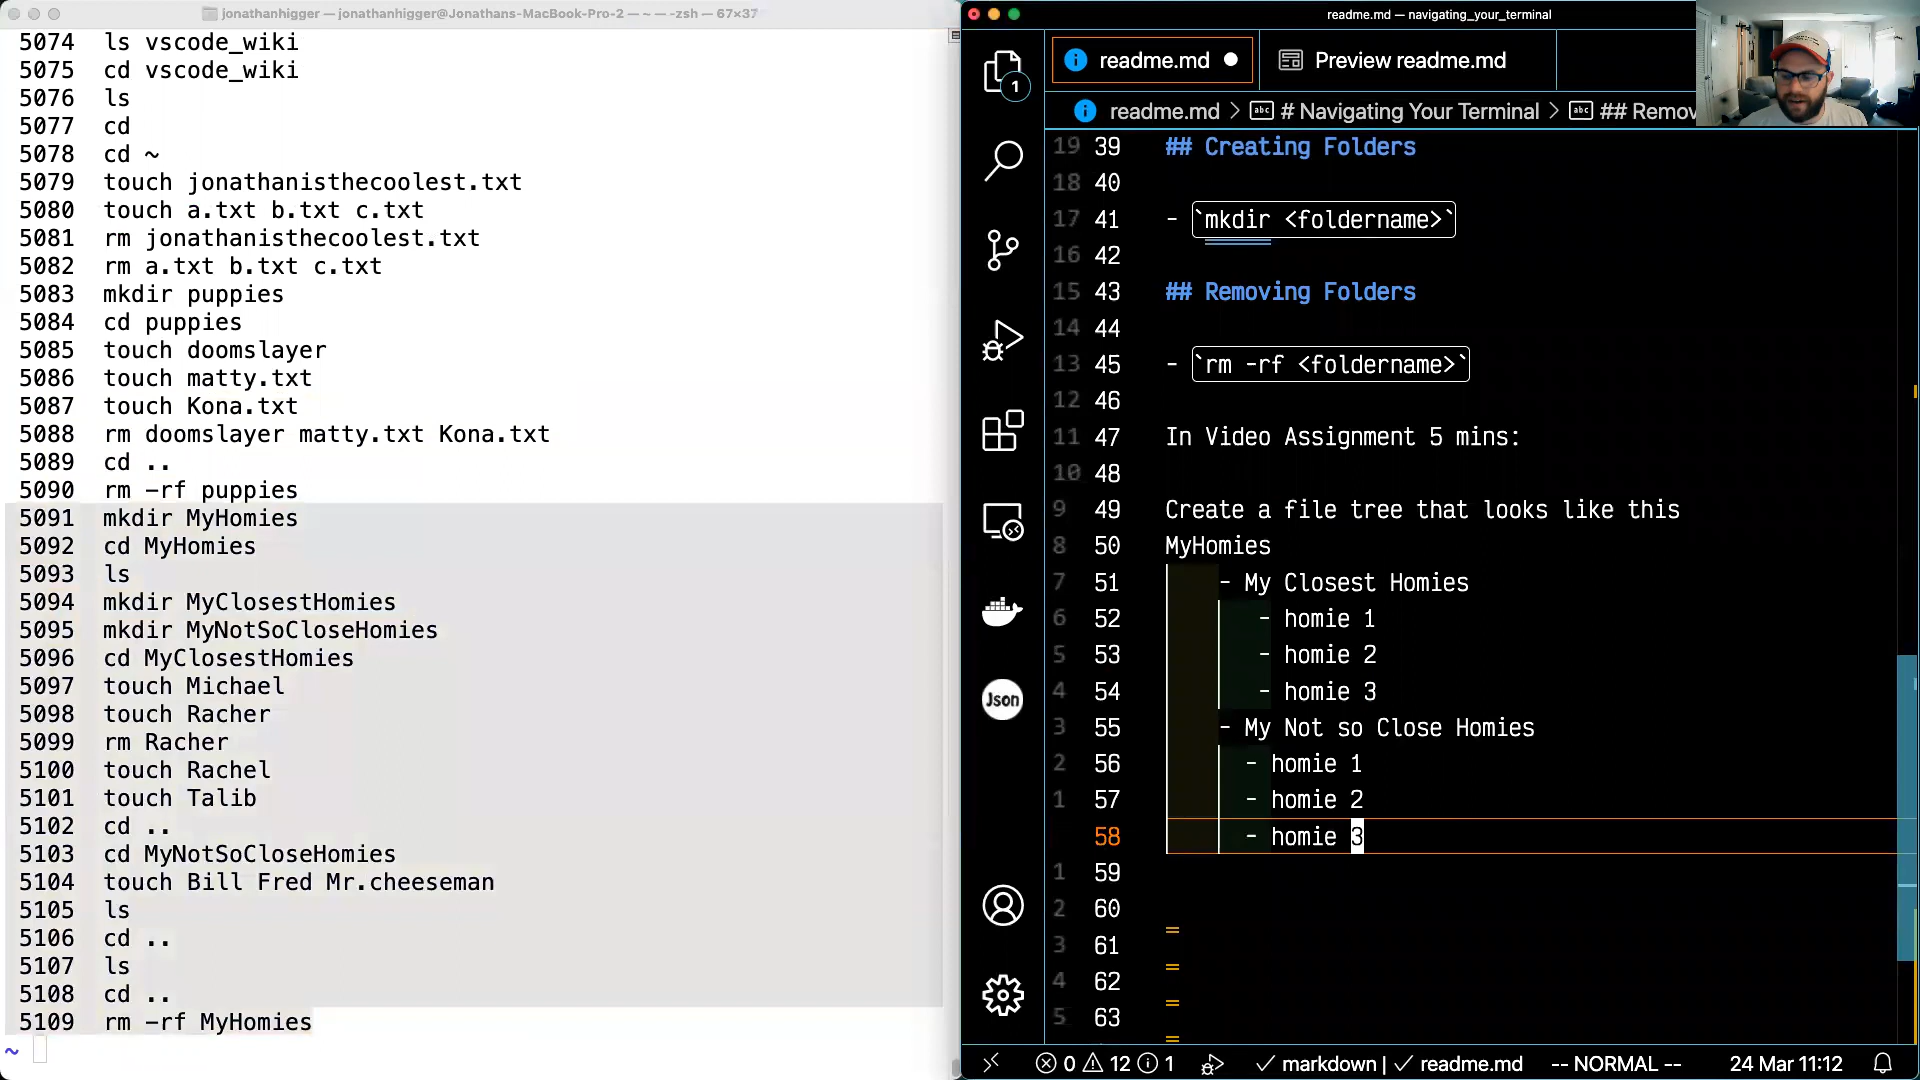 jonathanhigger — jonathanhigger@Jonathans-MacBook-Pro-2 — ~ — -zsh — 67×37
5074 ls vscode_wiki
5075 cd vscode_wiki
5076 ls
5077 cd
5078 cd ~
5079 touch jonathanisthecoolest.txt
5080 touch a.txt b.txt c.txt
5081 rm jonathanisthecoolest.txt
5082 rm a.txt b.txt c.txt
5083 mkdir puppies
5084 cd puppies
5085 touch doomslayer
5086 touch matty.txt
5087 touch Kona.txt
5088 rm doomslayer matty.txt Kona.txt
5089 cd ..
5090 rm -rf puppies
5091 mkdir MyHomies
5092 cd MyHomies
5093 ls
5094 mkdir MyClosestHomies
5095 mkdir MyNotSoCloseHomies
5096 cd MyClosestHomies
5097 touch Michael
5098 touch Racher
5099 rm Racher
5100 touch Rachel
5101 touch Talib
5102 cd ..
5103 cd MyNotSoCloseHomies
5104 touch Bill Fred Mr.cheeseman
5105 ls
5106 cd ..
5107 ls
5108 cd ..
5109 rm -rf MyHomies
~
readme.md — navigating_your_terminal
readme.md
Preview readme.md
readme.md > # Navigating Your Terminal > ## Remov
1
Json
19 39 ## Creating Folders
18 40
17 41 - `mkdir <foldername>`
16 42
15 43 ## Removing Folders
14 44
13 45 - `rm -rf <foldername>`
12 46
11 47 In Video Assignment 5 mins:
10 48
9 49 Create a file tree that looks like this
8 50 MyHomies
7 51 - My Closest Homies
6 52 - homie 1
5 53 - homie 2
4 54 - homie 3
3 55 - My Not so Close Homies
2 56 - homie 1
1 57 - homie 2
58 - homie 3
1 59
2 60
3 61
4 62
5 63
0 12 1 markdown | readme.md -- NORMAL -- 24 Mar 11:12